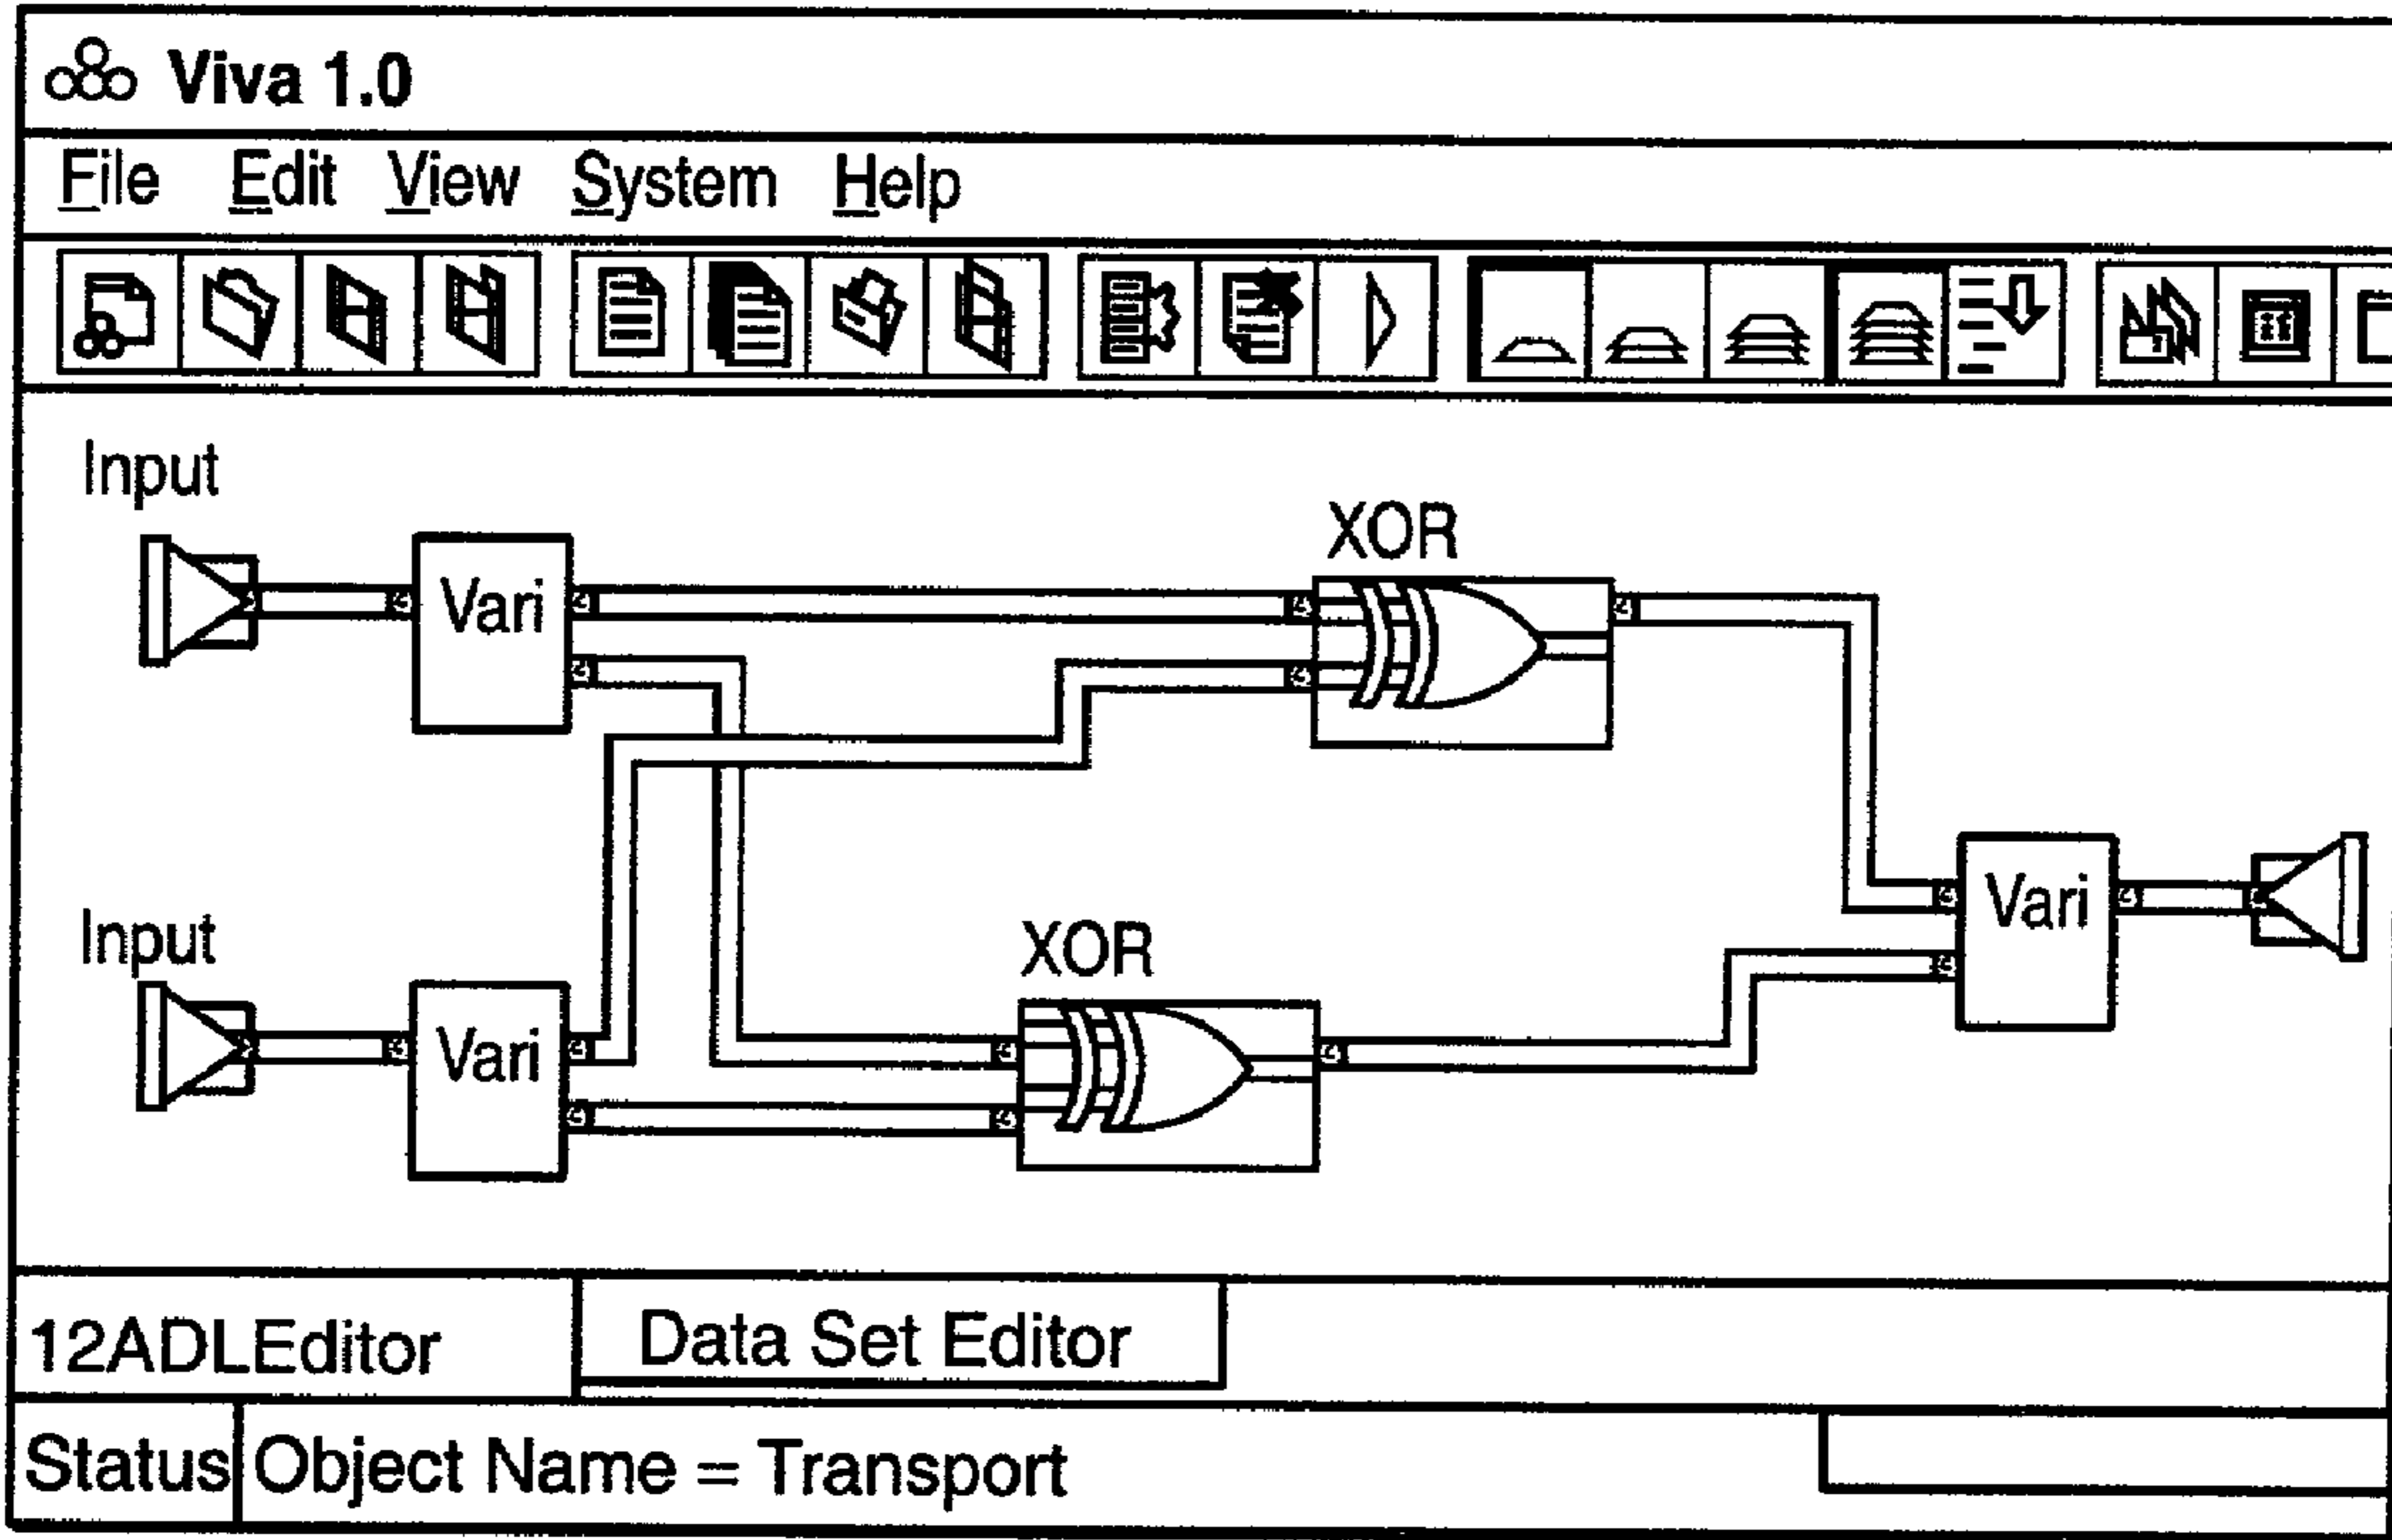 Viva 1.0
File Edit View System Help
Input
XOR
Vari
Vari
Input
XOR
Vari
12ADLEditor Data Set Editor
Status Object Name = Transport